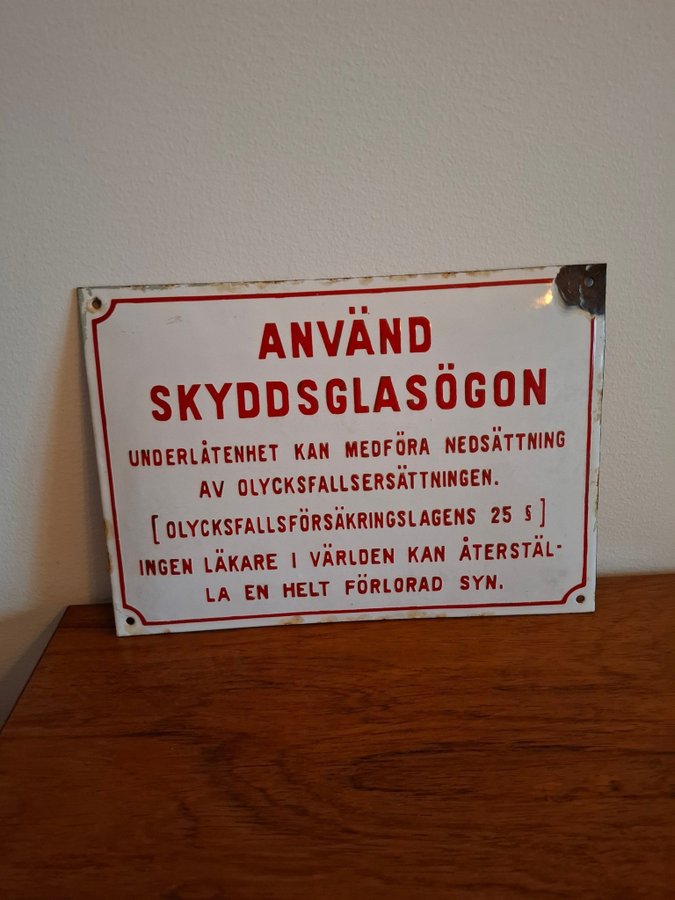 ANVÄND
SKYDDSGLASÖGON
UNDERLÅTENHET KAN MEDFÖRA NEDSÄTTNING
AV OLYCKSFALLSERSÄTTNINGEN.
[OLYCKSFALLSFÖRSÄKRINGSLAGENS 25 §]
INGEN LÄKARE I VÄRLDEN KAN ÅTERSTÄL-
LA EN HELT FÖRLORAD SYN.